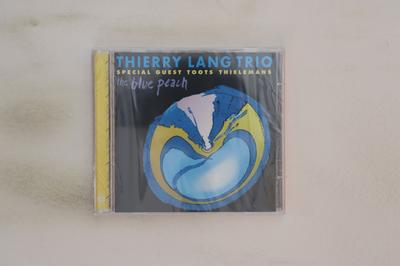 THIERRY LANG TRIO
SPECIAL GUEST TOOTS THIELEMANS
the blue peach